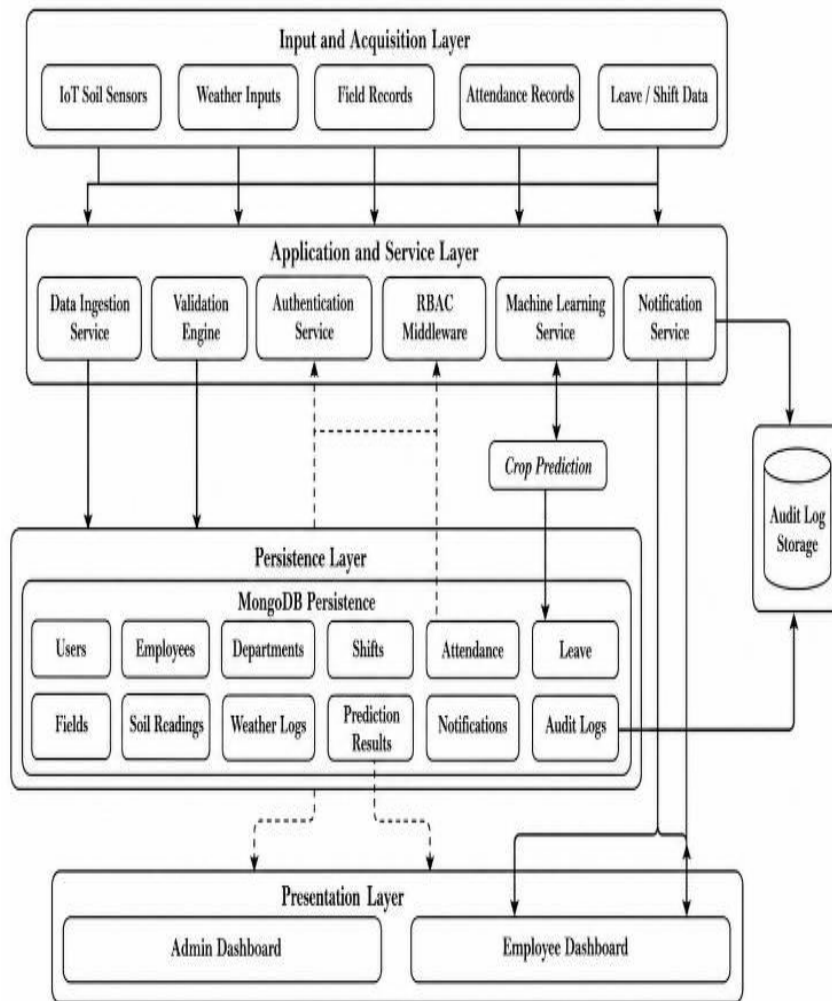 Input and Acquisition Layer
IoT Soil Sensors
Weather Inputs
Field Records
Attendance Records
Leave / Shift Data
Application and Service Layer
Data Ingestion
Service
Validation
Engine
Authentication
Service
RBAC
Middleware
Machine Learning
Service
Notification
Service
Crop Prediction
Audit Log
Storage
Persistence Layer
MongoDB Persistence
Users
Employees
Departments
Shifts
Attendance
Leave
Fields
Soil Readings
Weather Logs
Prediction
Results
Notifications
Audit Logs
Presentation Layer
Admin Dashboard
Employee Dashboard